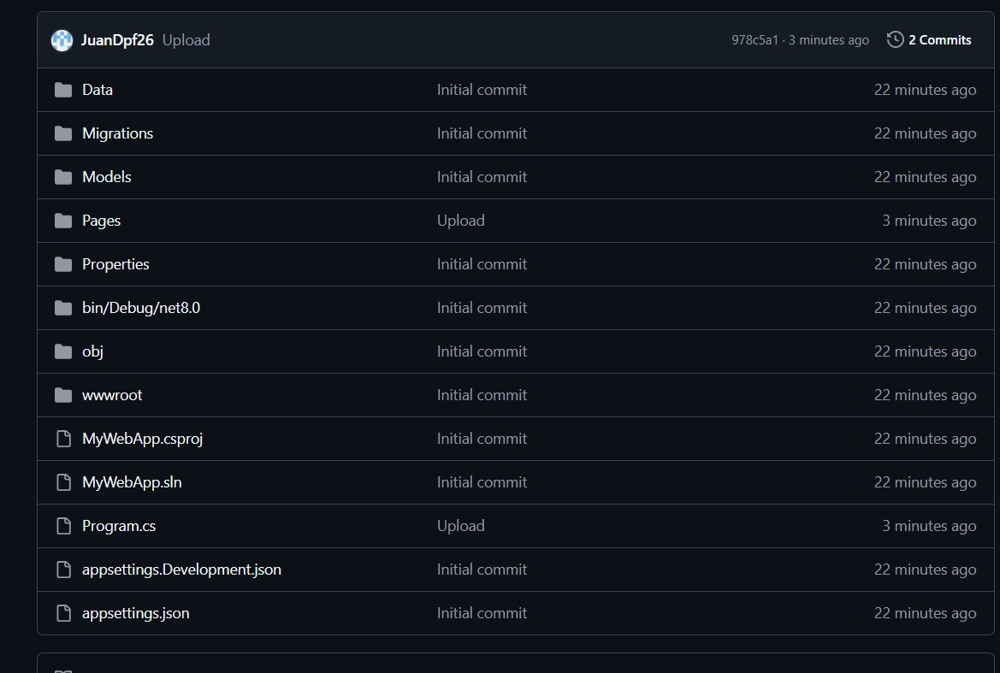 JuanDpf26 Upload 978c5a1 · 3 minutes ago 2 Commits
Data Initial commit 22 minutes ago
Migrations Initial commit 22 minutes ago
Models Initial commit 22 minutes ago
Pages Upload 3 minutes ago
Properties Initial commit 22 minutes ago
bin/Debug/net8.0 Initial commit 22 minutes ago
obj Initial commit 22 minutes ago
wwwroot Initial commit 22 minutes ago
MyWebApp.csproj Initial commit 22 minutes ago
MyWebApp.sln Initial commit 22 minutes ago
Program.cs Upload 3 minutes ago
appsettings.Development.json Initial commit 22 minutes ago
appsettings.json Initial commit 22 minutes ago